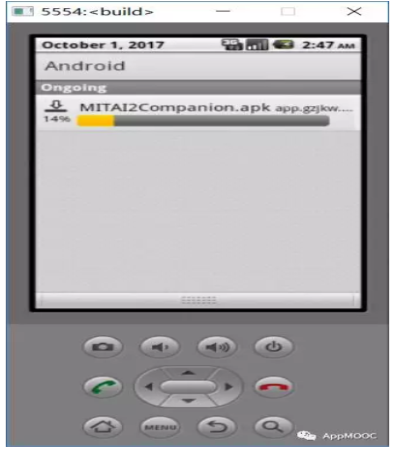 5554:<build>
October 1, 2017 2:47 AM
Android
Ongoing
MITAI2Companion.apk app.gzjkw....
14%
MENU
AppMOOC